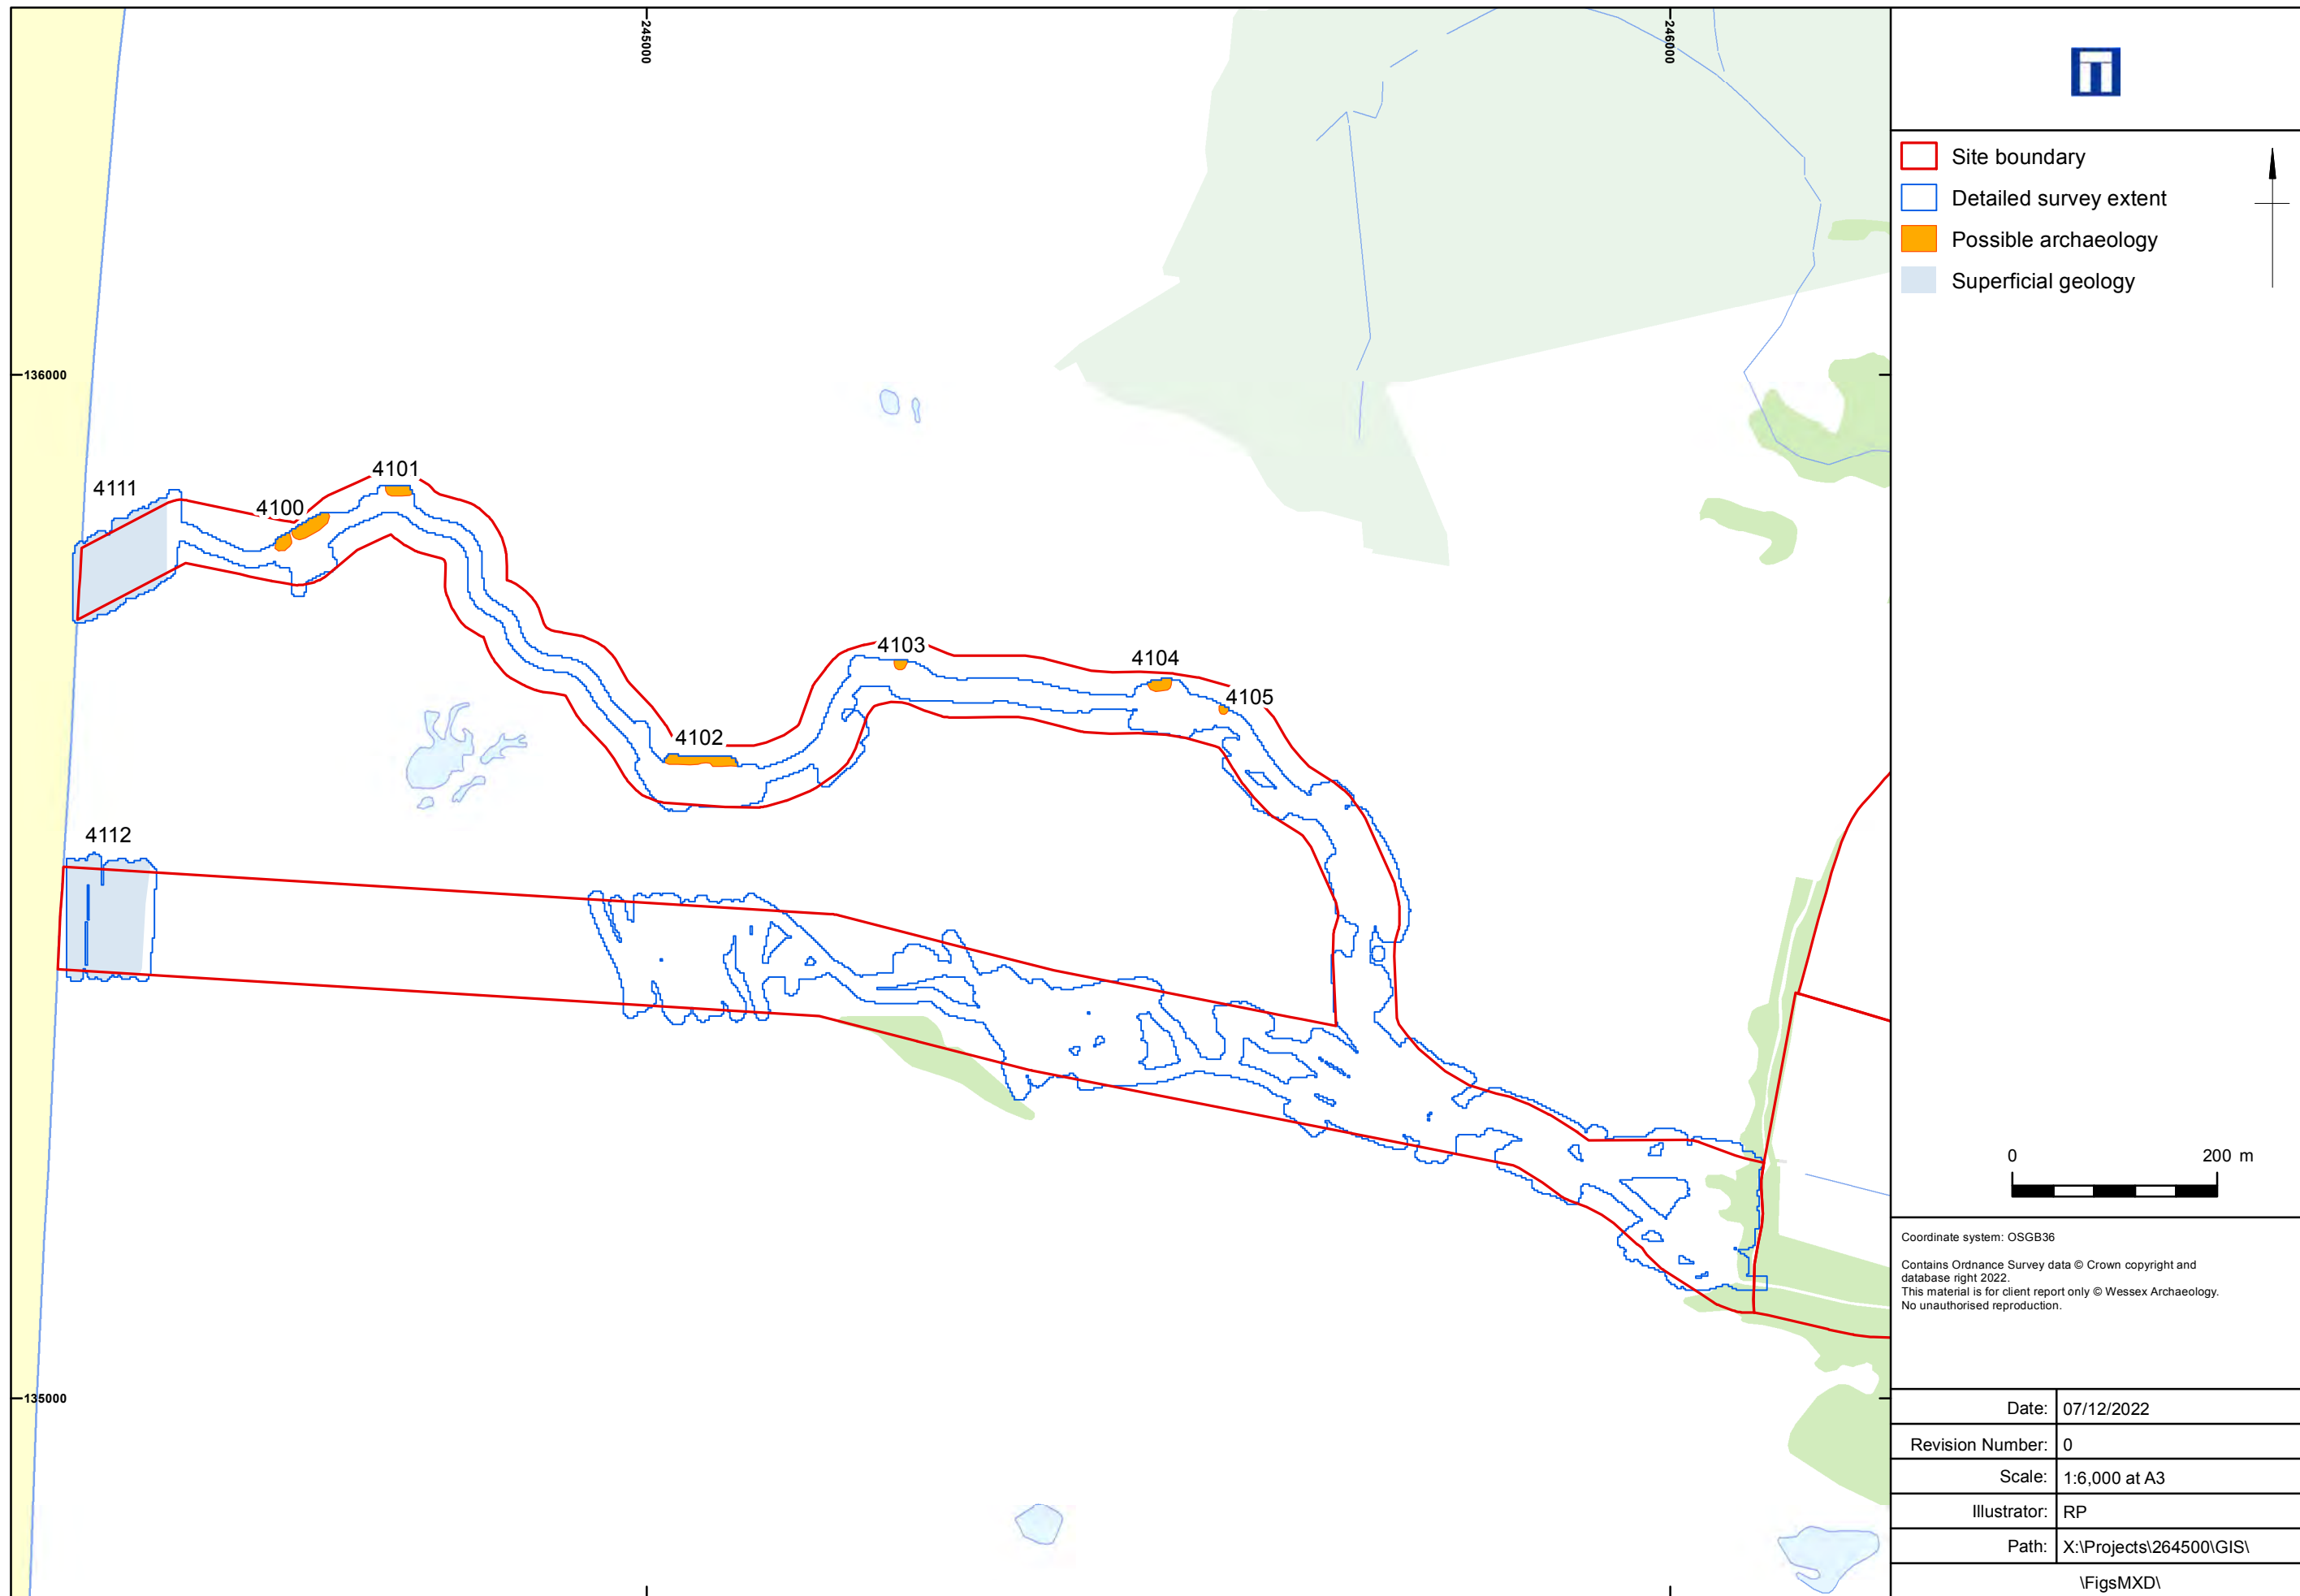 245000
246000
136000
135000
4111
4100
4101
4102
4103
4104
4105
4112
Site boundary
Detailed survey extent
Possible archaeology
Superficial geology
0 200 m
Coordinate system: OSGB36
Contains Ordnance Survey data © Crown copyright and
database right 2022.
This material is for client report only © Wessex Archaeology.
No unauthorised reproduction.
Date: 07/12/2022
Revision Number: 0
Scale: 1:6,000 at A3
Illustrator: RP
Path: X:\Projects\264500\GIS\
\FigsMXD\